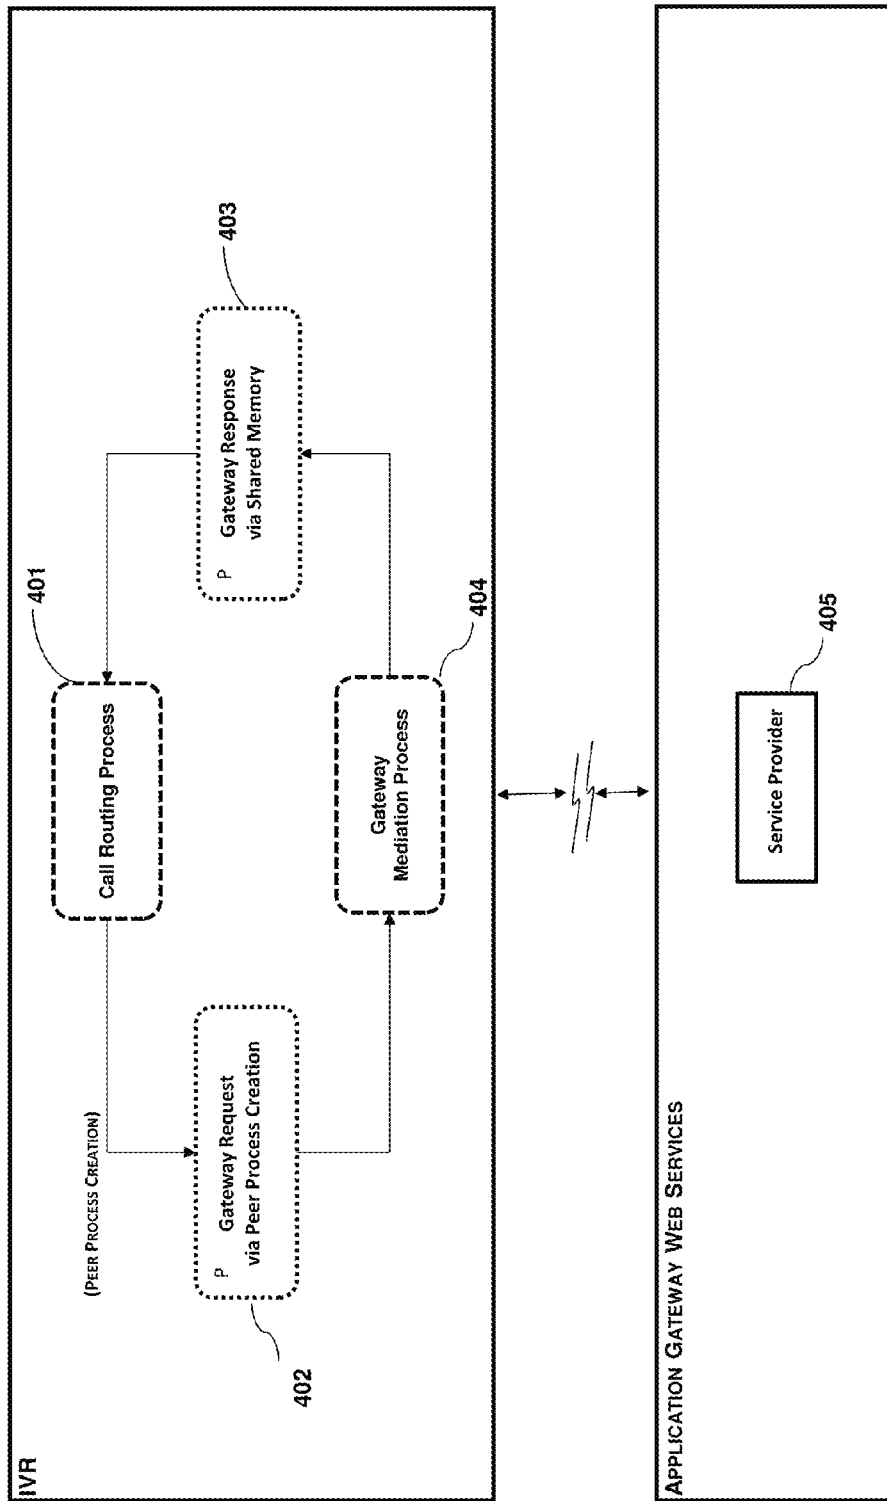 IVR
401
Call Routing Process
(PEER PROCESS CREATION)
402
P Gateway Request
via Peer Process Creation
403
P Gateway Response
via Shared Memory
404
Gateway
Mediation Process
APPLICATION GATEWAY WEB SERVICES
405
Service Provider